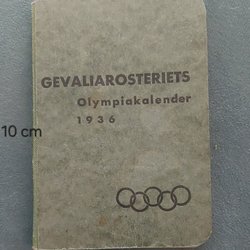 GEVALIAROSTERIETS
Olympiakalender
1936
10 cm